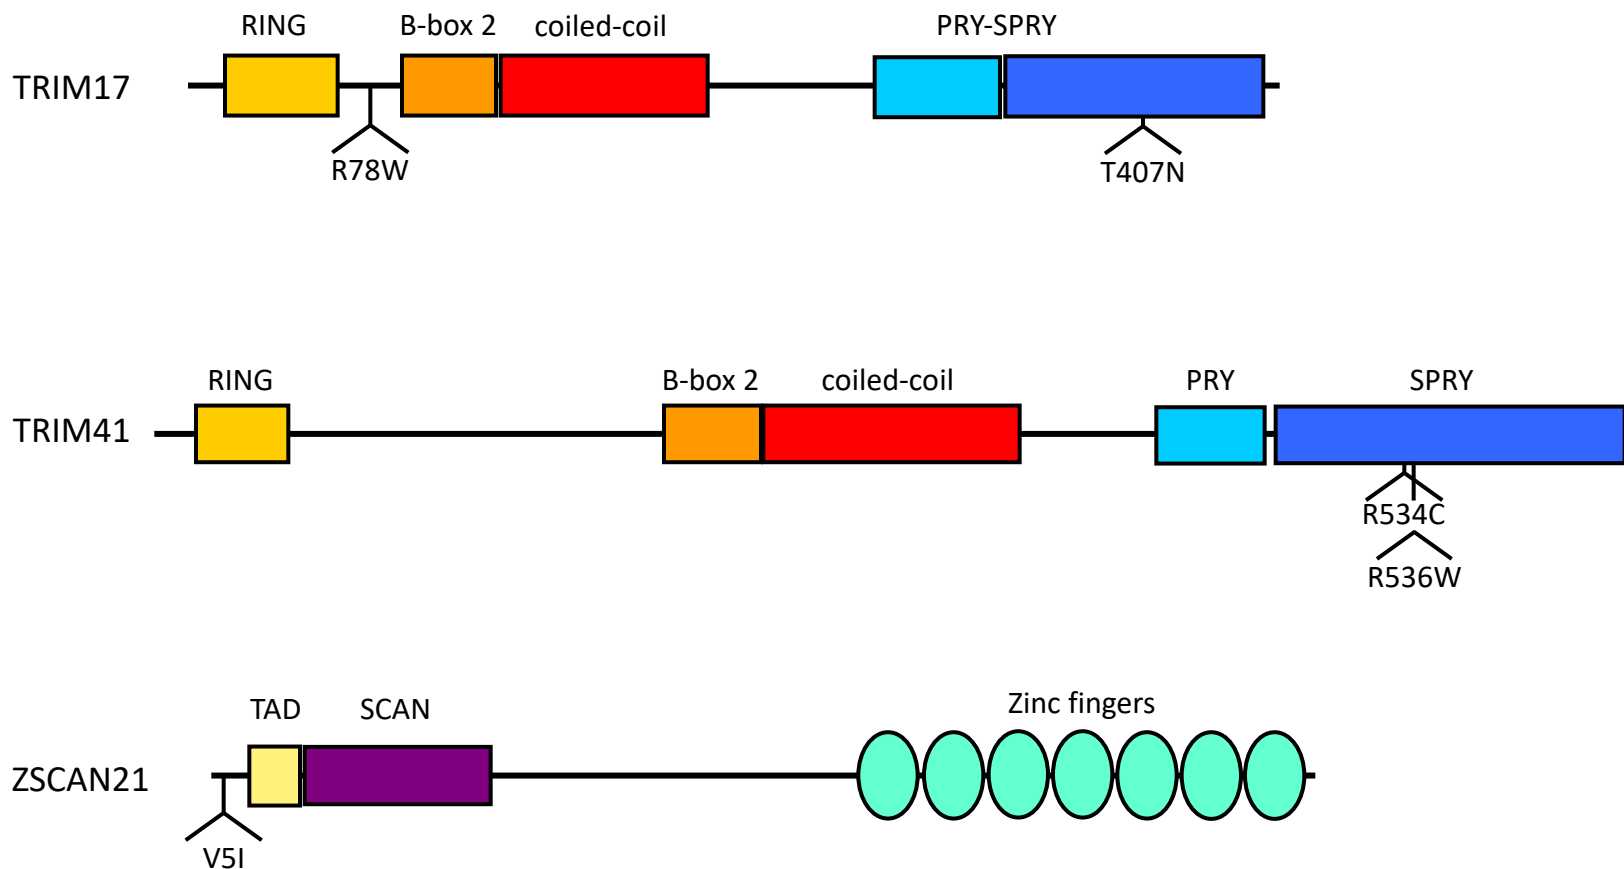 RING B-box 2 coiled-coil PRY-SPRY
TRIM17
R78W T407N
RING B-box 2 coiled-coil PRY SPRY
TRIM41
R534C
R536W
TAD SCAN Zinc fingers
ZSCAN21
V5I